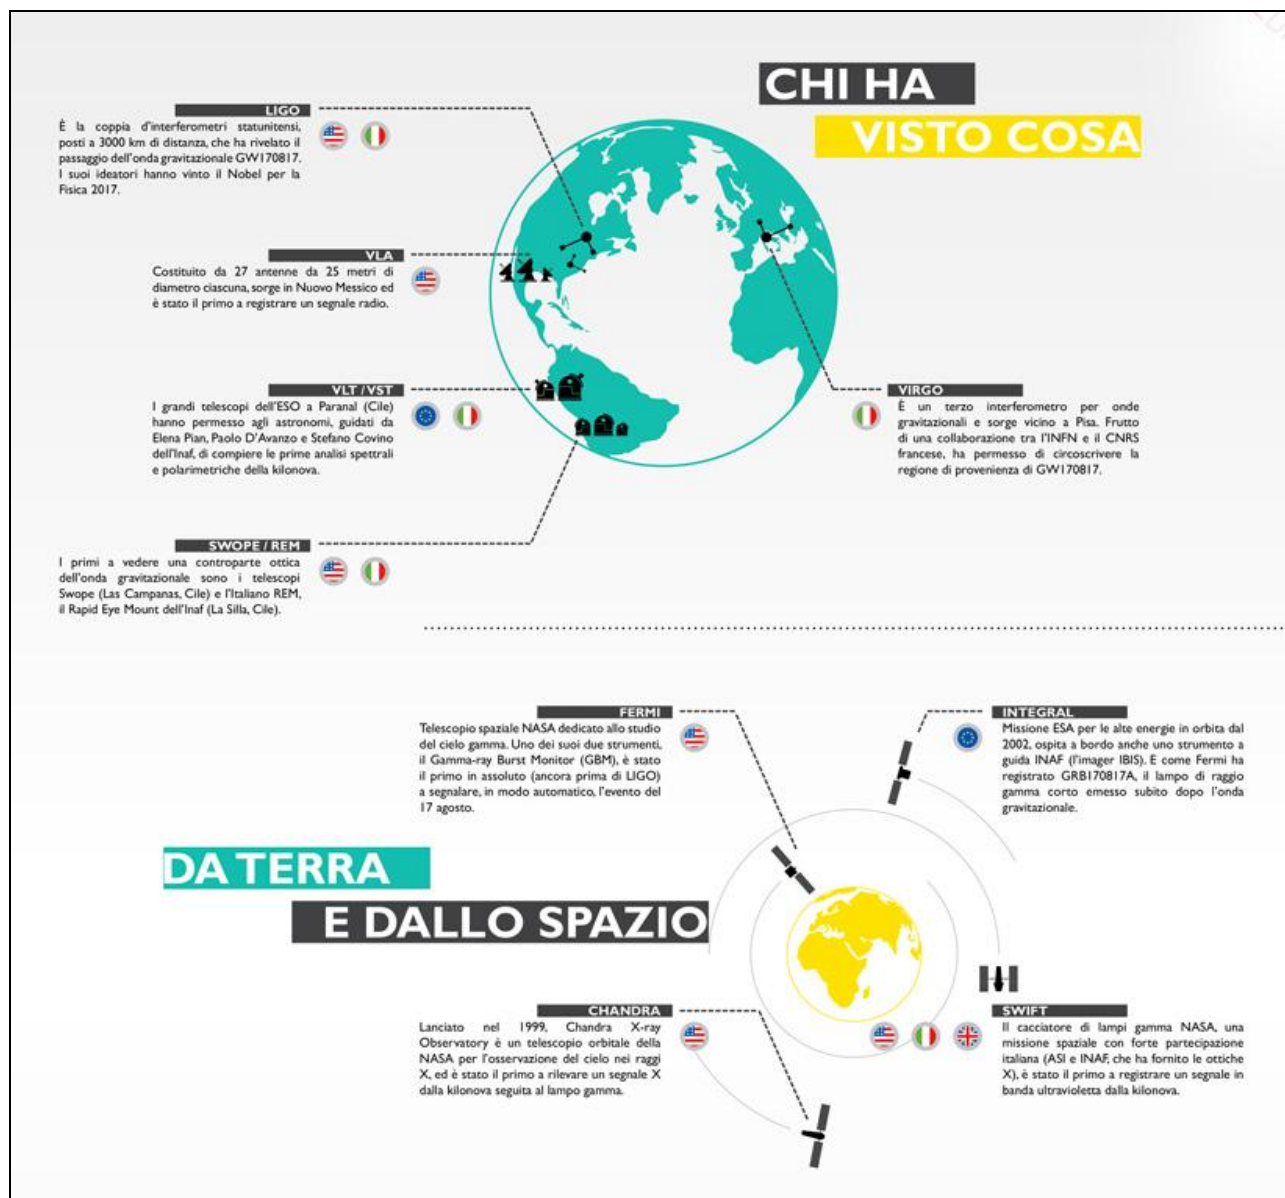 CHI HA
VISTO COSA
LIGO
È la coppia d'interferometri statunitensi,
posti a 3000 km di distanza, che ha rivelato il
passaggio dell'onda gravitazionale GW170817.
I suoi ideatori hanno vinto il Nobel per la
Fisica 2017.
VLA
Costituito da 27 antenne da 25 metri di
diametro ciascuna, sorge in Nuovo Messico ed
è stato il primo a registrare un segnale radio.
VLT / VST
I grandi telescopi dell'ESO a Paranal (Cile)
hanno permesso agli astronomi, guidati da
Elena Pian, Paolo D'Avanzo e Stefano Covino
dell'Inaf, di compiere le prime analisi spettrali
e polarimetriche della kilonova.
VIRGO
È un terzo interferometro per onde
gravitazionali e sorge vicino a Pisa. Frutto
di una collaborazione tra l'INFN e il CNRS
francese, ha permesso di circoscrivere la
regione di provenienza di GW170817.
SWOPE / REM
I primi a vedere una controparte ottica
dell'onda gravitazionale sono i telescopi
Swope (Las Campanas, Cile) e l'Italiano REM,
il Rapid Eye Mount dell'Inaf (La Silla, Cile).
FERMI
Telescopio spaziale NASA dedicato allo studio
del cielo gamma. Uno dei suoi due strumenti,
il Gamma-ray Burst Monitor (GBM), è stato
il primo in assoluto (ancora prima di LIGO)
a segnalare, in modo automatico, l'evento del
17 agosto.
INTEGRAL
Missione ESA per le alte energie in orbita dal
2002, ospita a bordo anche uno strumento a
guida INAF (l'imager IBIS). E come Fermi ha
registrato GRB170817A, il lampo di raggio
gamma corto emesso subito dopo l'onda
gravitazionale.
DA TERRA
E DALLO SPAZIO
CHANDRA
Lanciato nel 1999, Chandra X-ray
Observatory è un telescopio orbitale della
NASA per l'osservazione del cielo nei raggi
X, ed è stato il primo a rilevare un segnale X
dalla kilonova seguita al lampo gamma.
SWIFT
Il cacciatore di lampi gamma NASA, una
missione spaziale con forte partecipazione
italiana (ASI e INAF, che ha fornito le ottiche
X), è stato il primo a registrare un segnale in
banda ultravioletta dalla kilonova.